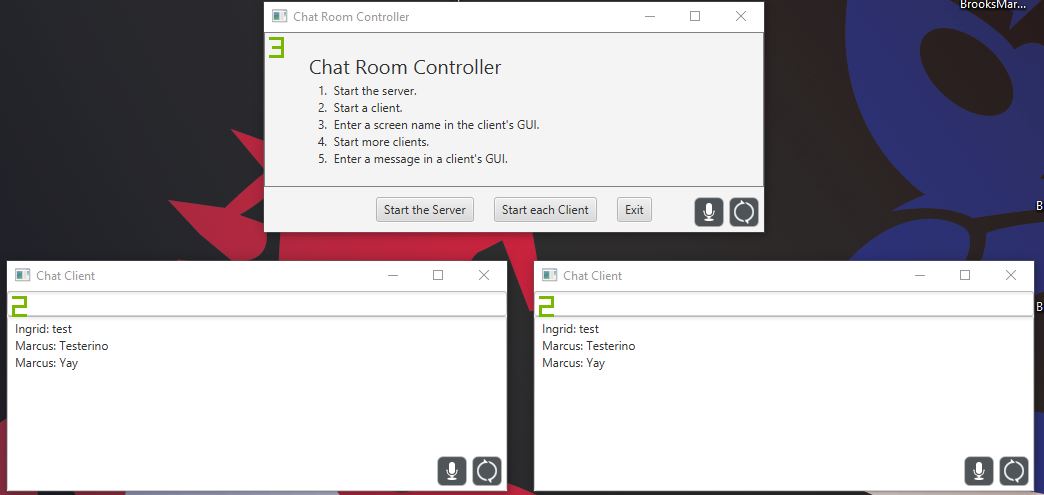 BrooksMar...
Chat Room Controller
3
Chat Room Controller
1. Start the server.
2. Start a client.
3. Enter a screen name in the client's GUI.
4. Start more clients.
5. Enter a message in a client's GUI.
Start the Server Start each Client Exit
B
Chat Client
2
Ingrid: test
Marcus: Testerino
Marcus: Yay
Chat Client
2
Ingrid: test
Marcus: Testerino
Marcus: Yay
B